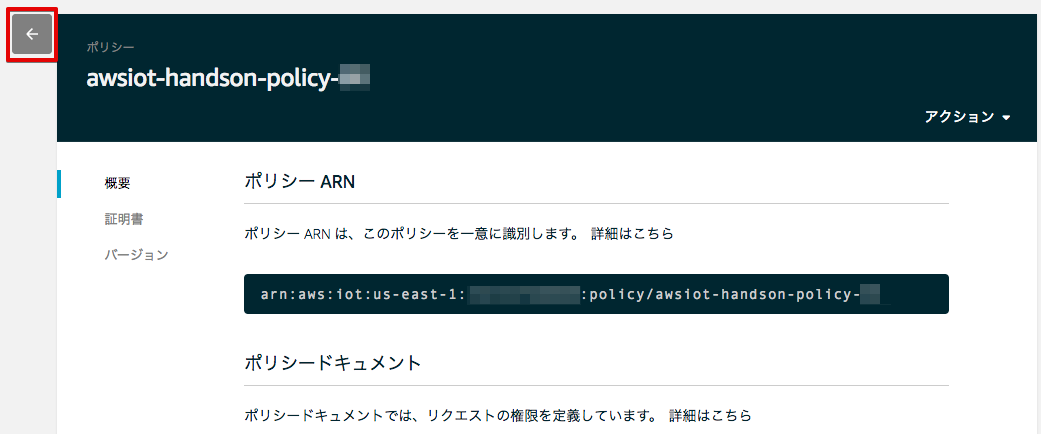 ポリシー
awsiot-handson-policy-
アクション
概要
証明書
バージョン
ポリシー ARN
ポリシー ARN は、このポリシーを一意に識別します。 詳細はこちら
arn:aws:iot:us-east-1: :policy/awsiot-handson-policy-
ポリシードキュメント
ポリシードキュメントでは、リクエストの権限を定義しています。 詳細はこちら